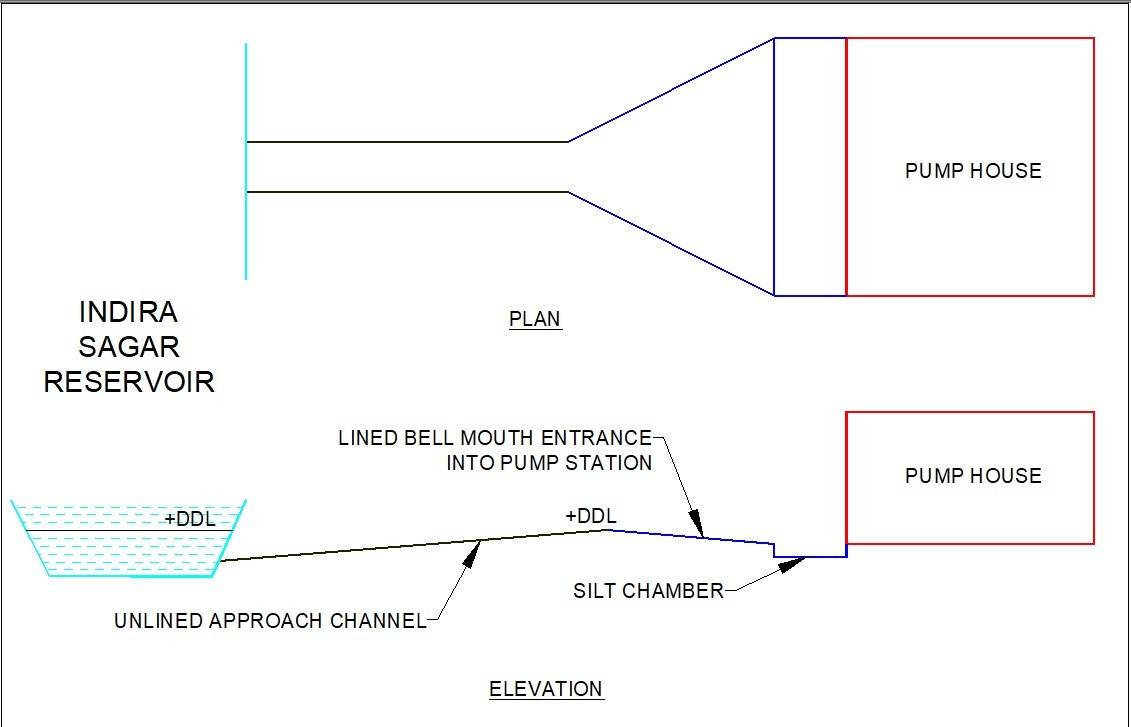 PUMP HOUSE
INDIRA
SAGAR
RESERVOIR
PLAN
LINED BELL MOUTH ENTRANCE
INTO PUMP STATION
PUMP HOUSE
+DDL
+DDL
SILT CHAMBER
UNLINED APPROACH CHANNEL
ELEVATION